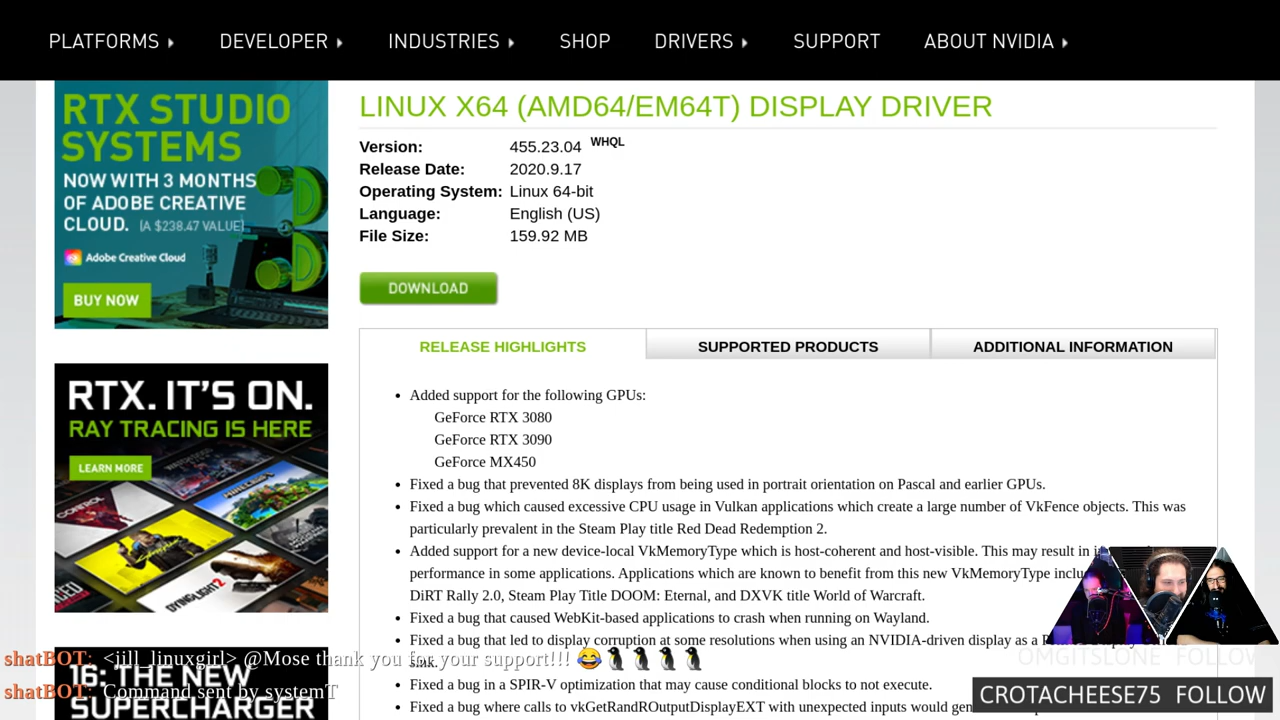 PLATFORMS DEVELOPER INDUSTRIES SHOP DRIVERS SUPPORT ABOUT NVIDIA
RTX STUDIO
SYSTEMS
NOW WITH 3 MONTHS
OF ADOBE CREATIVE
CLOUD. (A $238.47 VALUE)
Adobe Creative Cloud
BUY NOW
RTX. IT'S ON.
RAY TRACING IS HERE
LEARN MORE
CONTROL
MINECRAFT
Cyberpunk
DYING LIGHT 2
16: THE NEW
SUPERCHARGER
LINUX X64 (AMD64/EM64T) DISPLAY DRIVER
Version: 455.23.04 WHQL
Release Date: 2020.9.17
Operating System: Linux 64-bit
Language: English (US)
File Size: 159.92 MB
DOWNLOAD
RELEASE HIGHLIGHTS SUPPORTED PRODUCTS ADDITIONAL INFORMATION
• Added support for the following GPUs:
GeForce RTX 3080
GeForce RTX 3090
GeForce MX450
• Fixed a bug that prevented 8K displays from being used in portrait orientation on Pascal and earlier GPUs.
• Fixed a bug which caused excessive CPU usage in Vulkan applications which create a large number of VkFence objects. This was
particularly prevalent in the Steam Play title Red Dead Redemption 2.
• Added support for a new device-local VkMemoryType which is host-coherent and host-visible. This may result in
performance in some applications. Applications which are known to benefit from this new VkMemoryType
DiRT Rally 2.0, Steam Play Title DOOM: Eternal, and DXVK title World of Warcraft.
• Fixed a bug that caused WebKit-based applications to crash when running on Wayland.
• Fixed a bug that led to display corruption at some resolutions when using an NVIDIA-driven display as a
sink.
• Fixed a bug in a SPIR-V optimization that may cause conditional blocks to not execute.
• Fixed a bug where calls to vkGetRandROutputDisplayEXT with unexpected inputs would
shatBOT: <jill_linuxgirl> @Mose thank you for your support!!! 😂🐧🐧🐧🐧
shatBOT: Command sent by systemT
OMGITSLONE FOLLOW
CROTACHEESE75 FOLLOW